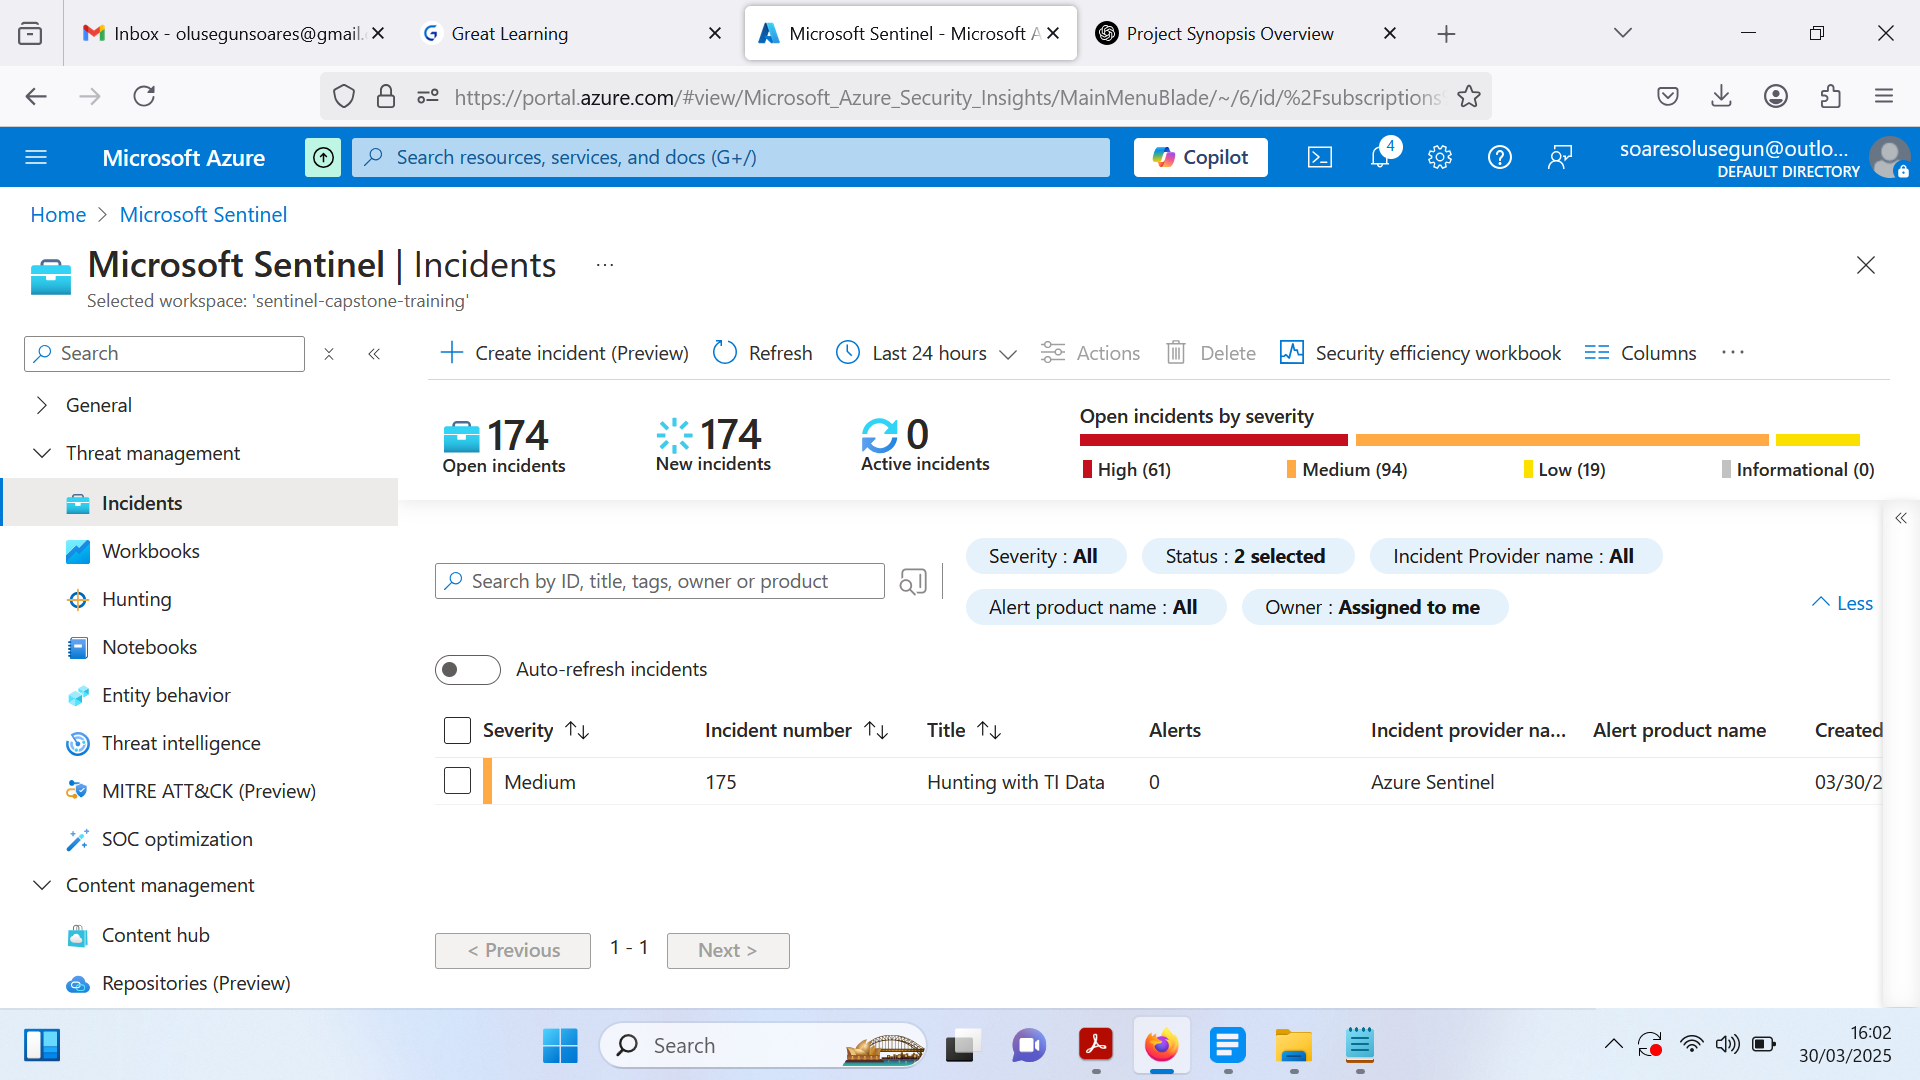 Inbox - olusegunsoares@gmail.
Great Learning
Microsoft Sentinel - Microsoft A
Project Synopsis Overview
https://portal.azure.com/#view/Microsoft_Azure_Security_Insights/MainMenuBlade/~/6/id/%2Fsubscriptions%
Microsoft Azure
Search resources, services, and docs (G+/)
Copilot
4
soaresolusegun@outlo...
DEFAULT DIRECTORY
Home > Microsoft Sentinel
Microsoft Sentinel | Incidents
...
Selected workspace: 'sentinel-capstone-training'
Search
General
Threat management
Incidents
Workbooks
Hunting
Notebooks
Entity behavior
Threat intelligence
MITRE ATT&CK (Preview)
SOC optimization
Content management
Content hub
Repositories (Preview)
Create incident (Preview)
Refresh
Last 24 hours
Actions
Delete
Security efficiency workbook
Columns
...
174
Open incidents
174
New incidents
0
Active incidents
Open incidents by severity
High (61)
Medium (94)
Low (19)
Informational (0)
Search by ID, title, tags, owner or product
Severity : All
Status : 2 selected
Incident Provider name : All
Alert product name : All
Owner : Assigned to me
Less
Auto-refresh incidents
Severity
Incident number
Title
Alerts
Incident provider na...
Alert product name
Created
Medium
175
Hunting with TI Data
0
Azure Sentinel
03/30/2
< Previous
1 - 1
Next >
Search
16:02
30/03/2025